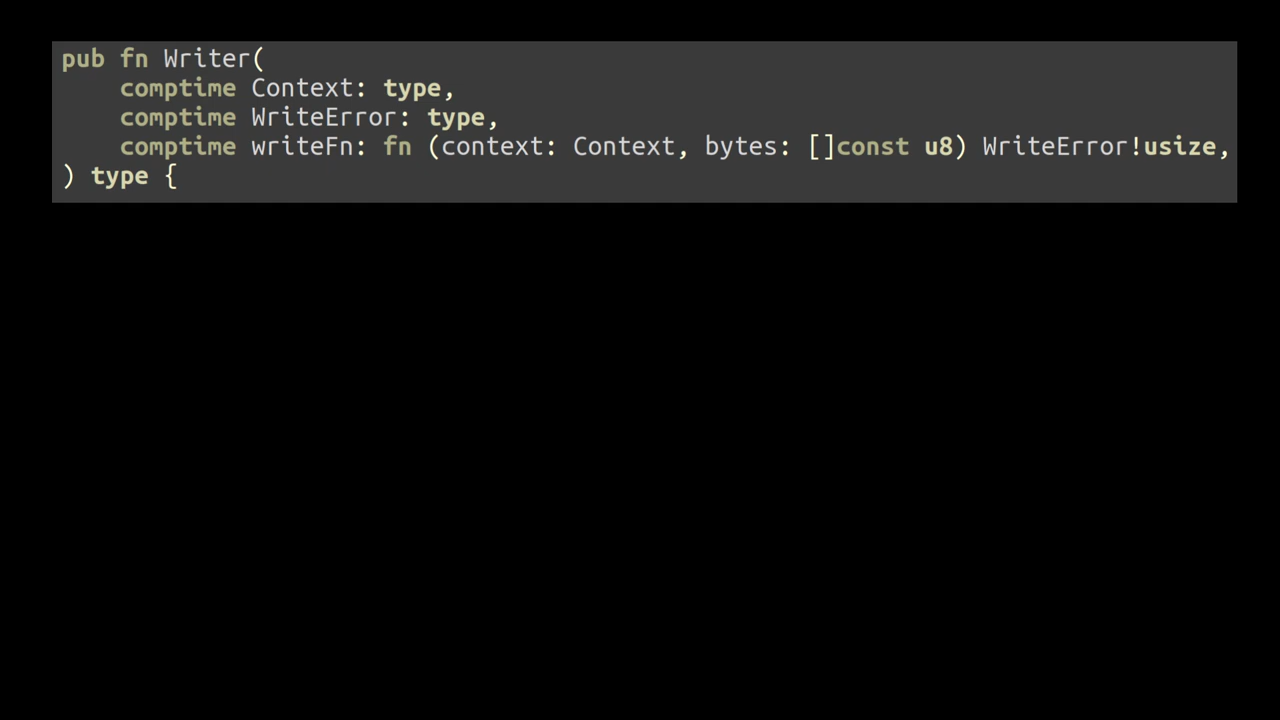 pub fn Writer(
    comptime Context: type,
    comptime WriteError: type,
    comptime writeFn: fn (context: Context, bytes: []const u8) WriteError!usize,
) type {